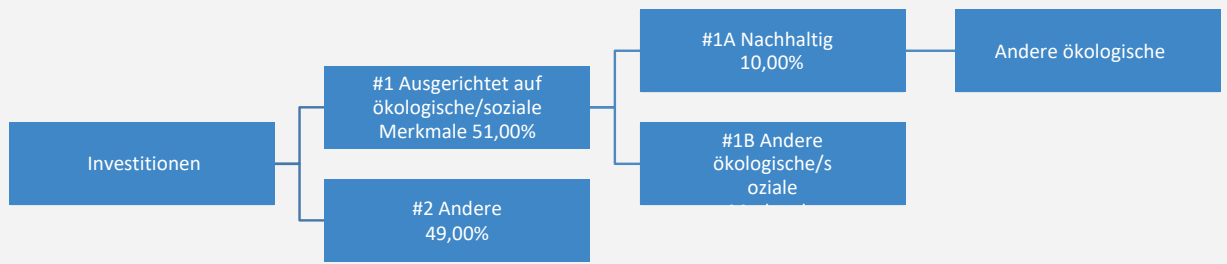 Investitionen
#1 Ausgerichtet auf
ökologische/soziale
Merkmale 51,00%
#2 Andere
49,00%
#1A Nachhaltig
10,00%
#1B Andere
ökologische/s
oziale
Andere ökologische